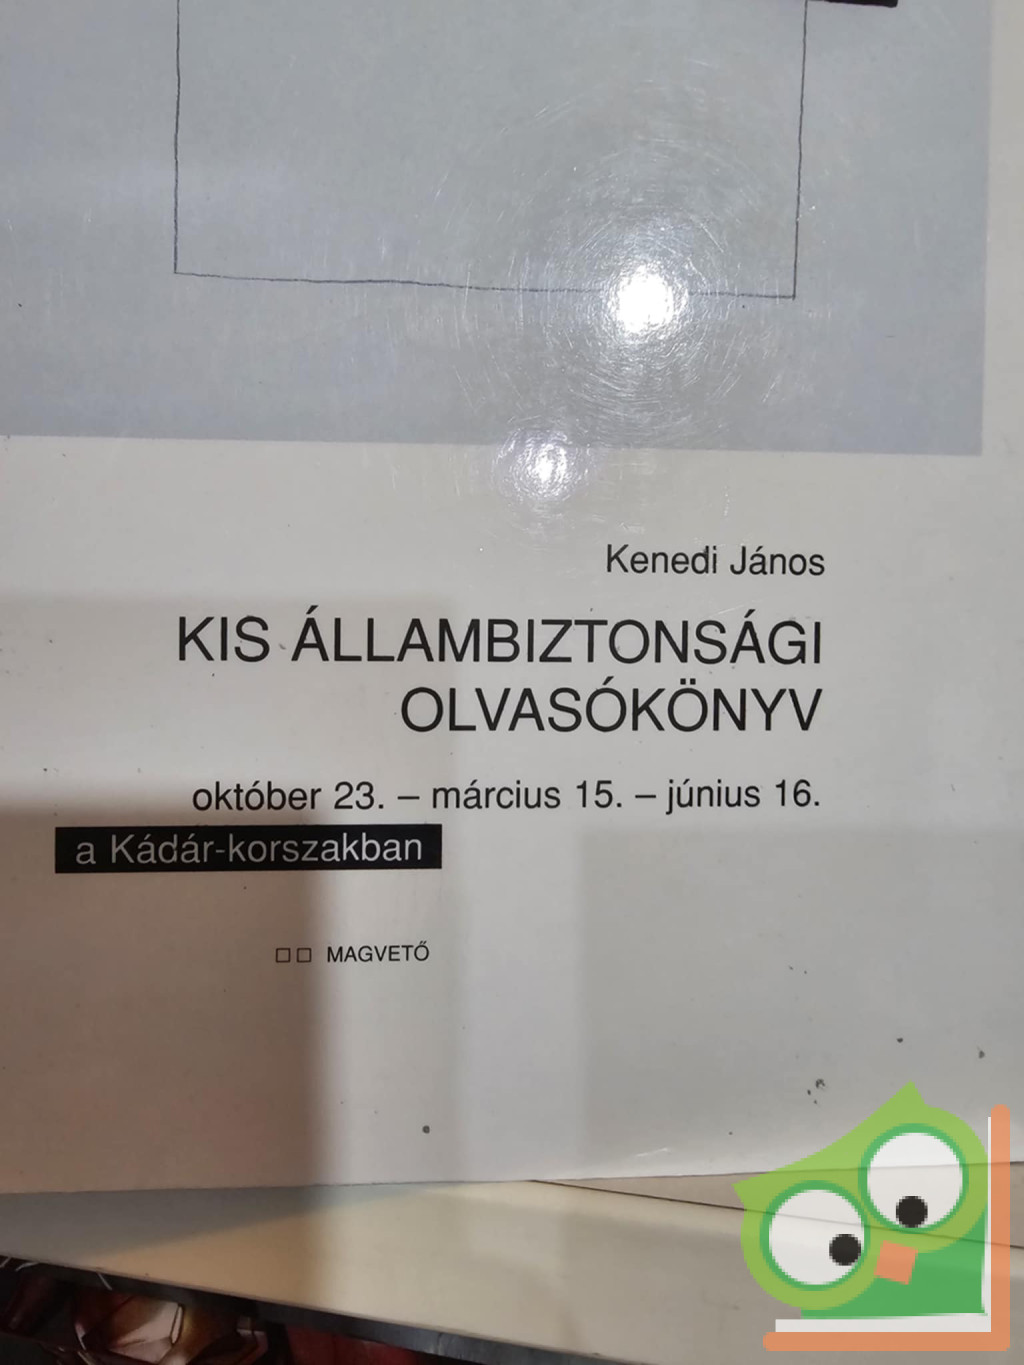 Kenedi János
KIS ÁLLAMBIZTONSÁGI
OLVASÓKÖNYV
október 23. – március 15. – június 16.
a Kádár-korszakban
MAGVETŐ